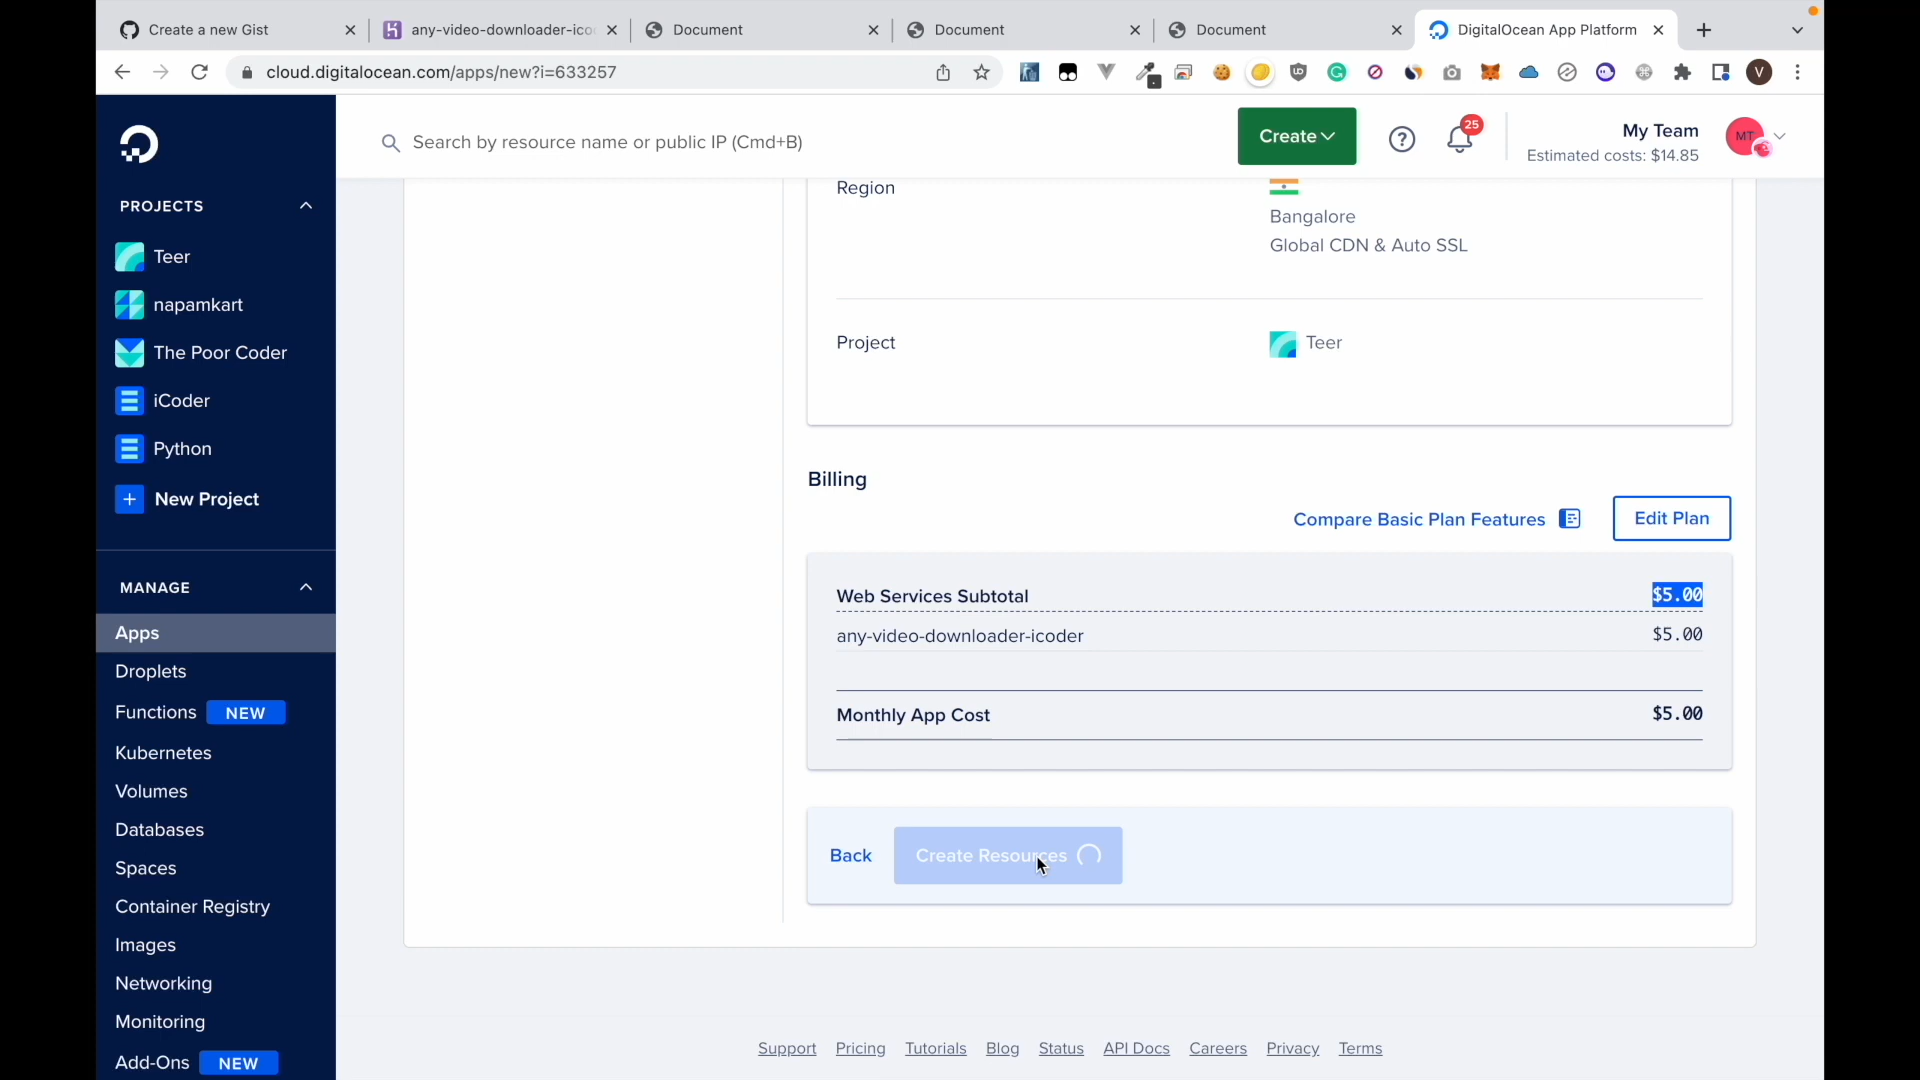 Create a new Gist
any-video-downloader-ico
Document
Document
Document
DigitalOcean App Platform
cloud.digitalocean.com/apps/new?i=633257
V
Search by resource name or public IP (Cmd+B)
Create
25
My Team
Estimated costs: $14.85
MT
PROJECTS
Teer
napamkart
The Poor Coder
iCoder
Python
New Project
MANAGE
Apps
Droplets
Functions NEW
Kubernetes
Volumes
Databases
Spaces
Container Registry
Images
Networking
Monitoring
Add-Ons NEW
Region
Bangalore
Global CDN & Auto SSL
Project
Teer
Billing
Compare Basic Plan Features
Edit Plan
Web Services Subtotal $5.00
any-video-downloader-icoder $5.00
Monthly App Cost $5.00
Back
Create Resources
Support Pricing Tutorials Blog Status API Docs Careers Privacy Terms